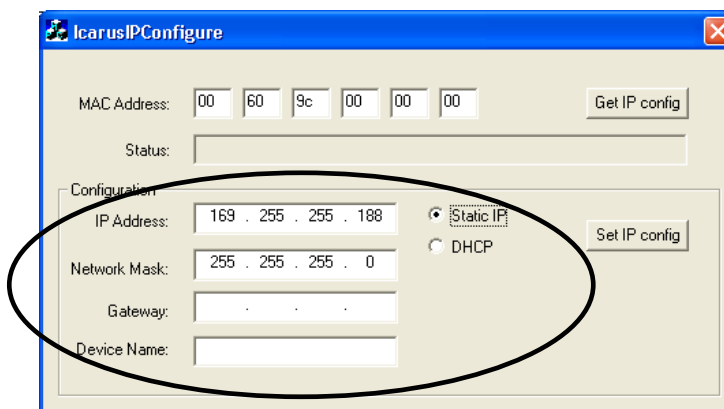 IcarusIPConfigure
MAC Address: 00 60 9c 00 00 00 Get IP config
Status:
Configuration
IP Address: 169 . 255 . 255 . 188 Static IP
Set IP config
DHCP
Network Mask: 255 . 255 . 255 . 0
Gateway: . . .
Device Name: